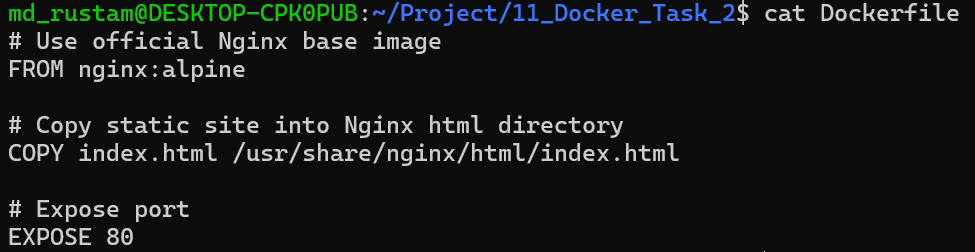 md_rustam@DESKTOP-CPK0PUB:~/Project/11_Docker_Task_2$ cat Dockerfile
# Use official Nginx base image
FROM nginx:alpine
# Copy static site into Nginx html directory
COPY index.html /usr/share/nginx/html/index.html
# Expose port
EXPOSE 80